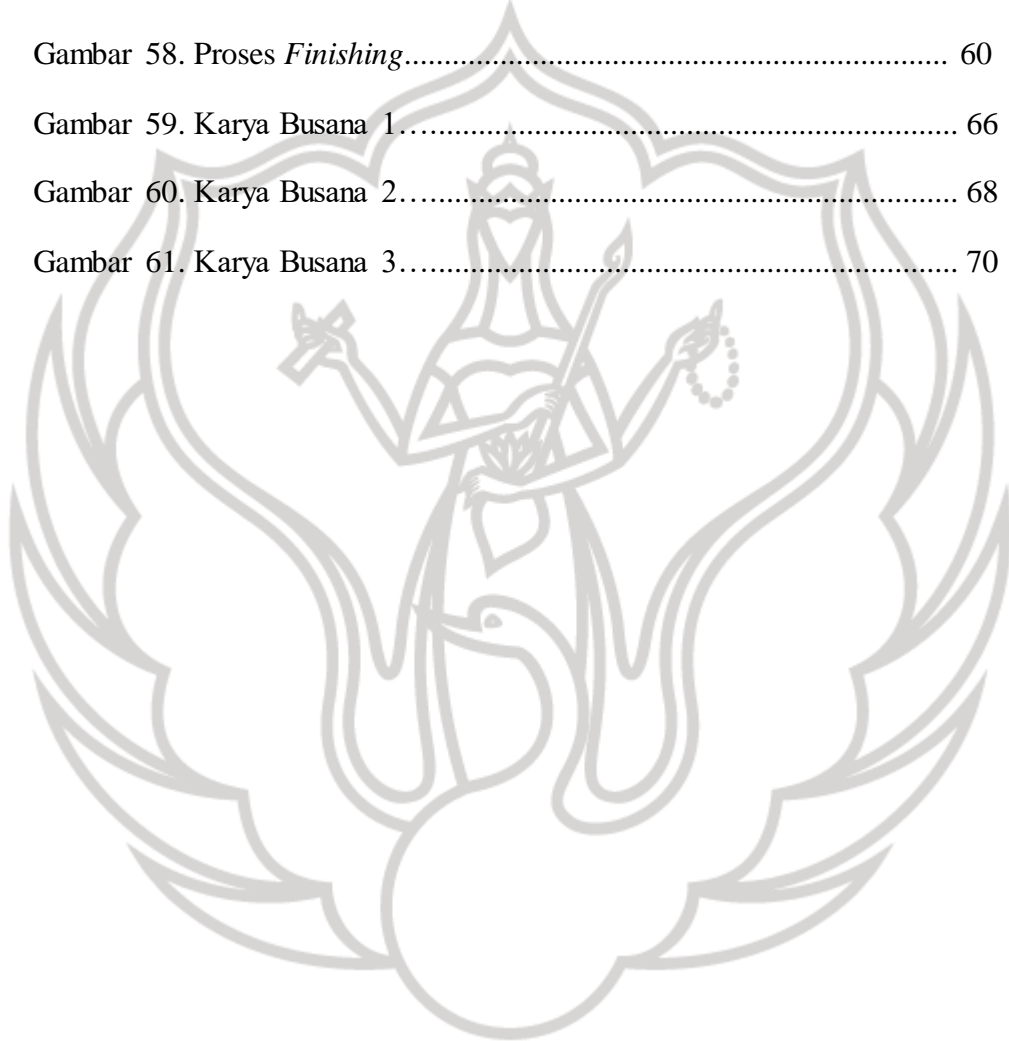 Gambar 58. Proses Finishing.................................................................... 60
Gambar 59. Karya Busana 1…................................................................... 66
Gambar 60. Karya Busana 2…................................................................... 68
Gambar 61. Karya Busana 3…................................................................... 70